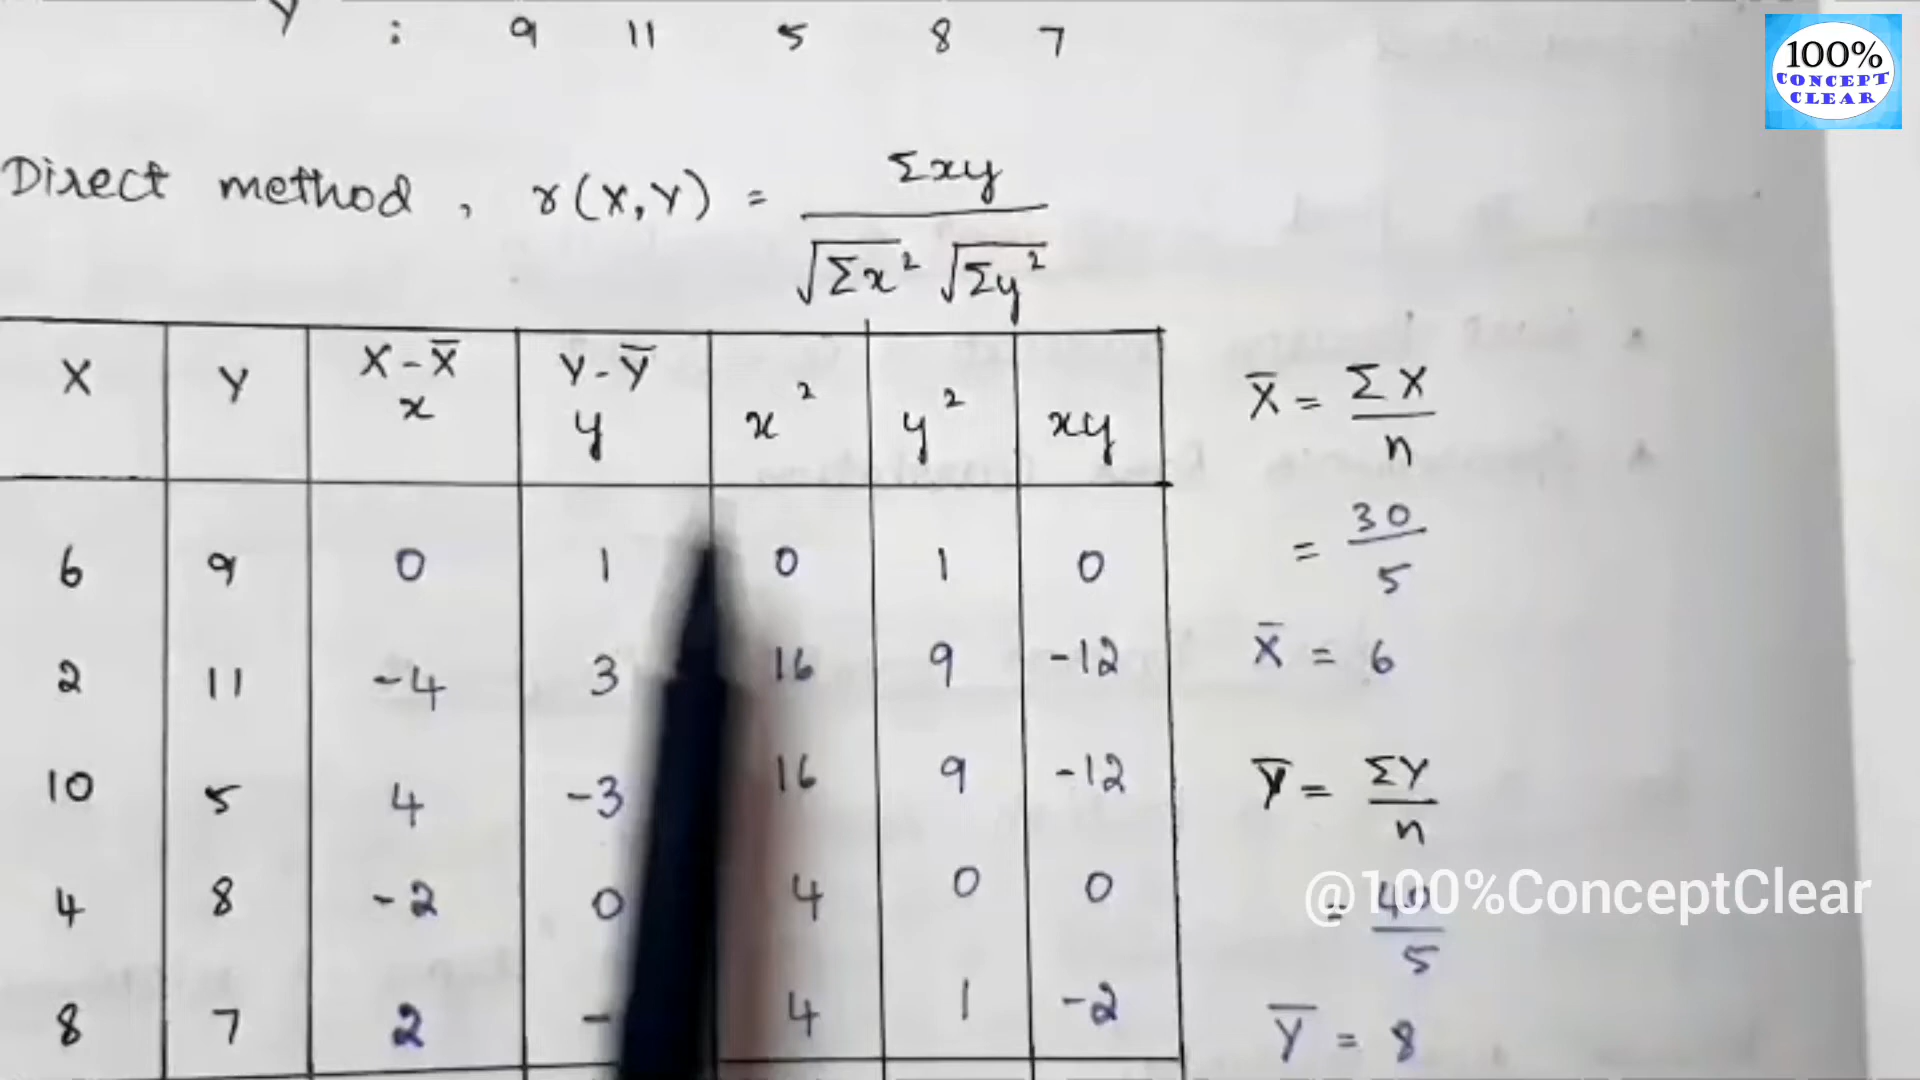 Y : 9 11 5 8 7
100%
CONCEPT
CLEAR
Direct method, r(X,Y) = Σxy / √Σx² √Σy²
X Y X-X̅ x Y-Y̅ y x² y² xy
6 9 0 1 0 1 0
2 11 -4 3 16 9 -12
10 5 4 -3 16 9 -12
4 8 -2 0 4 0 0
8 7 2 - 4 1 -2
X̅ = ΣX / n
= 30 / 5
X̅ = 6
Y̅ = ΣY / n
@100%ConceptClear
= 40 / 5
Y̅ = 8